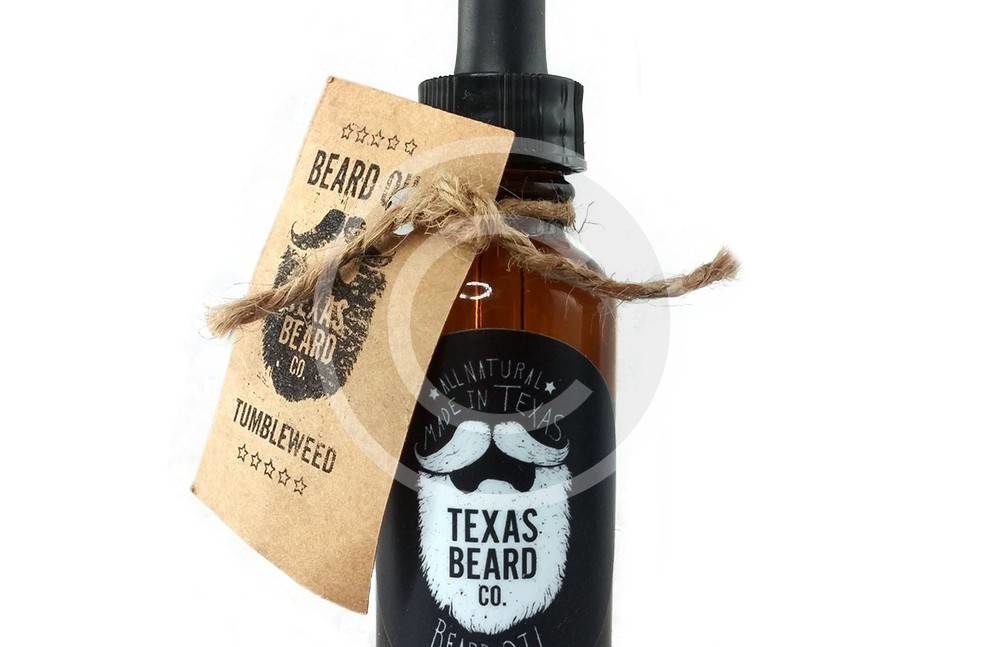 BEARD OIL
TEXAS
BEARD
CO.
TUMBLEWEED
ALL NATURAL
MADE IN TEXAS
TEXAS
BEARD
CO.
BEARD OIL